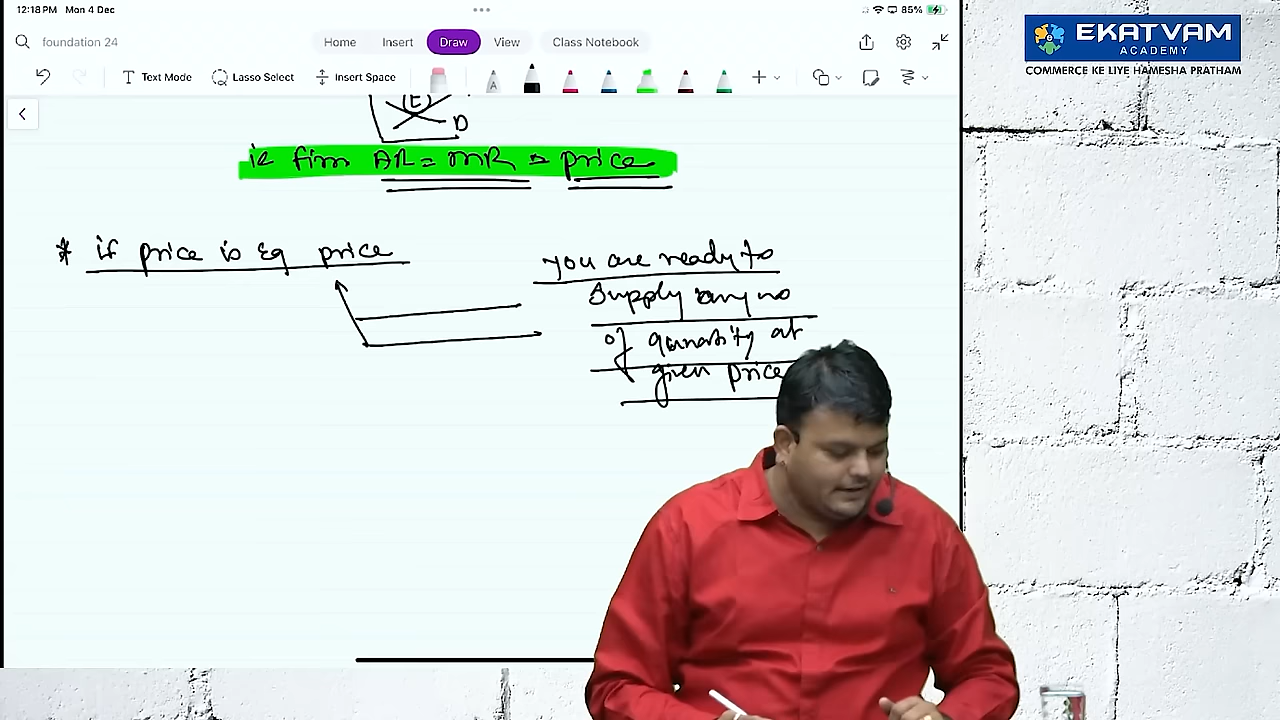 12:18 PM Mon 4 Dec
85%
foundation 24
Home Insert Draw View Class Notebook
Text Mode Lasso Select Insert Space
EKATVAM
ACADEMY
COMMERCE KE LIYE HAMESHA PRATHAM
(E)
D
ie firm AR = MR = price
* if price is Eq price
you are ready to
supply any no
of quantity at
given price